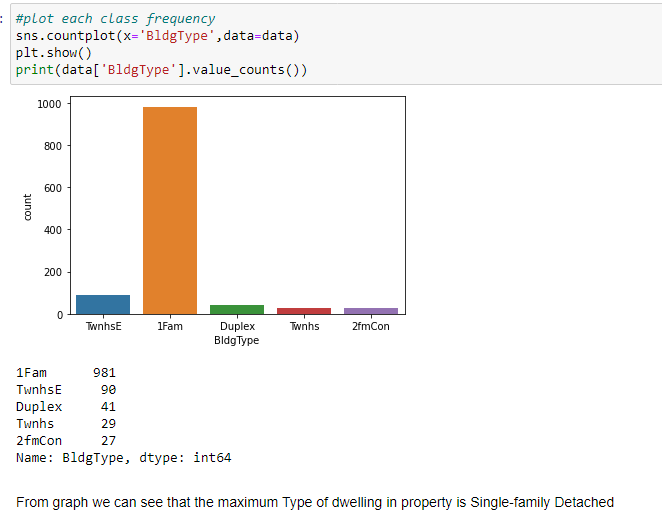 :
#plot each class frequency
sns.countplot(x='BldgType',data=data)
plt.show()
print(data['BldgType'].value_counts())
1000
800
600
400
200
0
count
TwnhsE 1Fam Duplex Twnhs 2fmCon
BldgType
1Fam 981
TwnhsE 90
Duplex 41
Twnhs 29
2fmCon 27
Name: BldgType, dtype: int64
From graph we can see that the maximum Type of dwelling in property is Single-family Detached